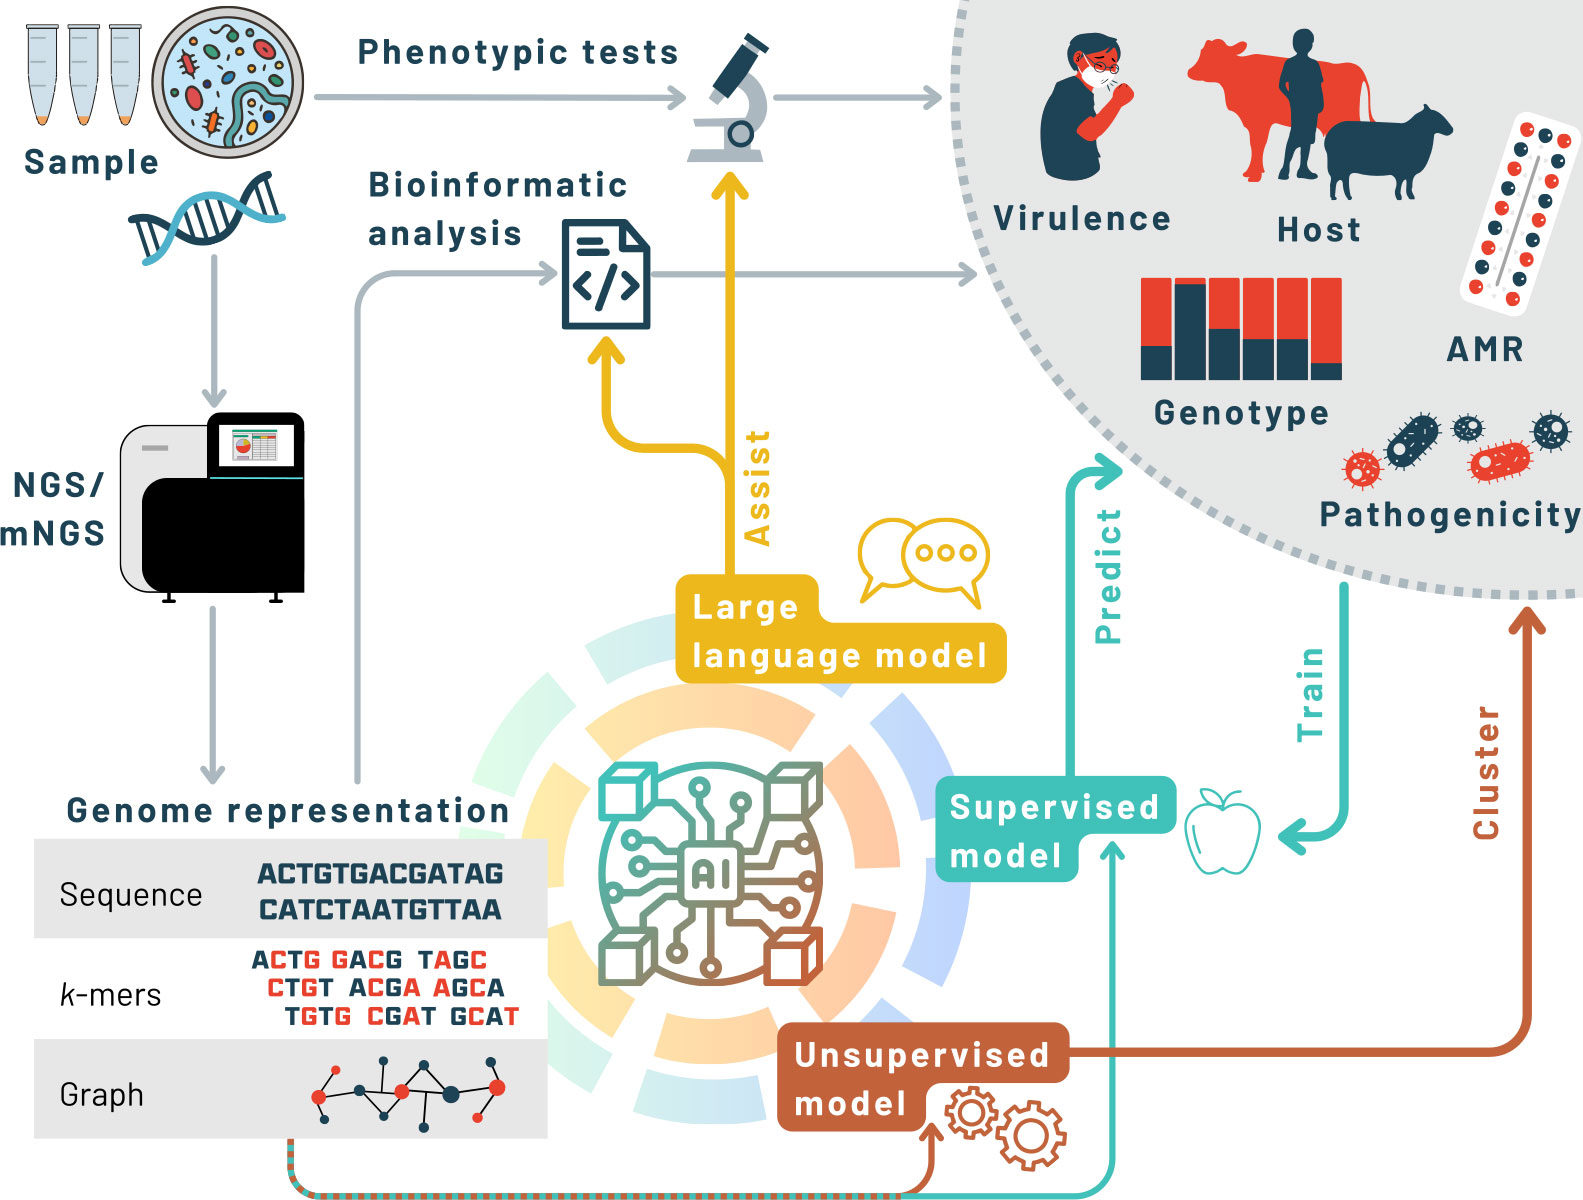 Phenotypic tests
Sample
Bioinformatic
analysis
</>
Virulence
Host
AMR
Genotype
Pathogenicity
NGS/
mNGS
Assist
Large
language model
Predict
Train
Cluster
Genome representation
Sequence
ACTGTGACGATAG
CATCTAATGTTAA
k-mers
ACTG GACG TAGC
CTGT ACGA AGCA
TGTG CGAT GCAT
Graph
AI
Supervised
model
Unsupervised
model